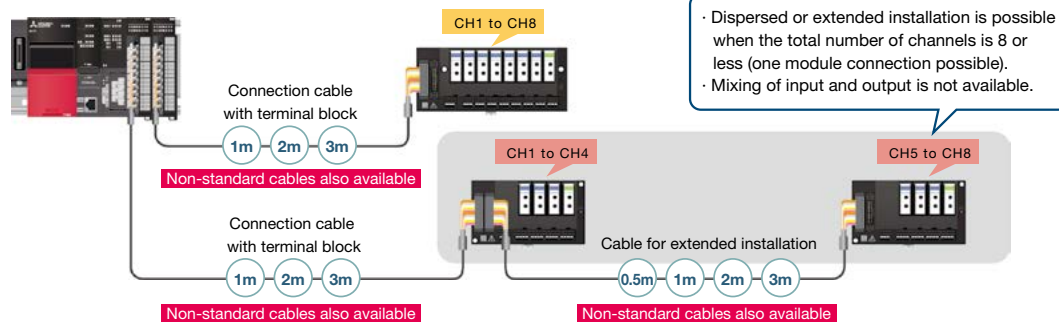 CH1 to CH8
· Dispersed or extended installation is possible
when the total number of channels is 8 or
less (one module connection possible).
· Mixing of input and output is not available.
Connection cable
with terminal block
1m 2m 3m
Non-standard cables also available
CH1 to CH4
CH5 to CH8
Connection cable
with terminal block
1m 2m 3m
Non-standard cables also available
Cable for extended installation
0.5m 1m 2m 3m
Non-standard cables also available